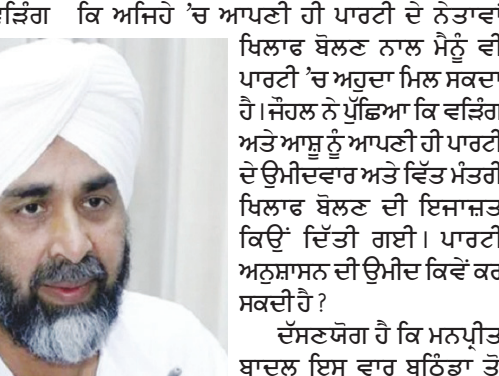 ਕਿ ਅਜਿਹੇ 'ਚ ਆਪਣੀ ਹੀ ਪਾਰਟੀ ਦੇ ਨੇਤਾਵਾਂ
ਖਿਲਾਫ ਬੋਲਣ ਨਾਲ ਮੈਨੂੰ ਵੀ
ਪਾਰਟੀ 'ਚ ਅਹੁਦਾ ਮਿਲ ਸਕਦਾ
ਹੈ। ਜੌਹਲ ਨੇ ਪੁੱਛਿਆ ਕਿ ਵੜਿੰਗ
ਅਤੇ ਆਸ਼ੂ ਨੂੰ ਆਪਣੀ ਹੀ ਪਾਰਟੀ
ਦੇ ਉਮੀਦਵਾਰ ਅਤੇ ਵਿੱਤ ਮੰਤਰੀ
ਖਿਲਾਫ ਬੋਲਣ ਦੀ ਇਜਾਜ਼ਤ
ਕਿਉਂ ਦਿੱਤੀ ਗਈ। ਪਾਰਟੀ
ਅਨੁਸ਼ਾਸਨ ਦੀ ਉਮੀਦ ਕਿਵੇਂ ਕਰ
ਸਕਦੀ ਹੈ ?
ਦੱਸਣਯੋਗ ਹੈ ਕਿ ਮਨਪ੍ਰੀਤ
ਬਾਦਲ ਇਸ ਵਾਰ ਬਠਿੰਡਾ ਤੋਂ